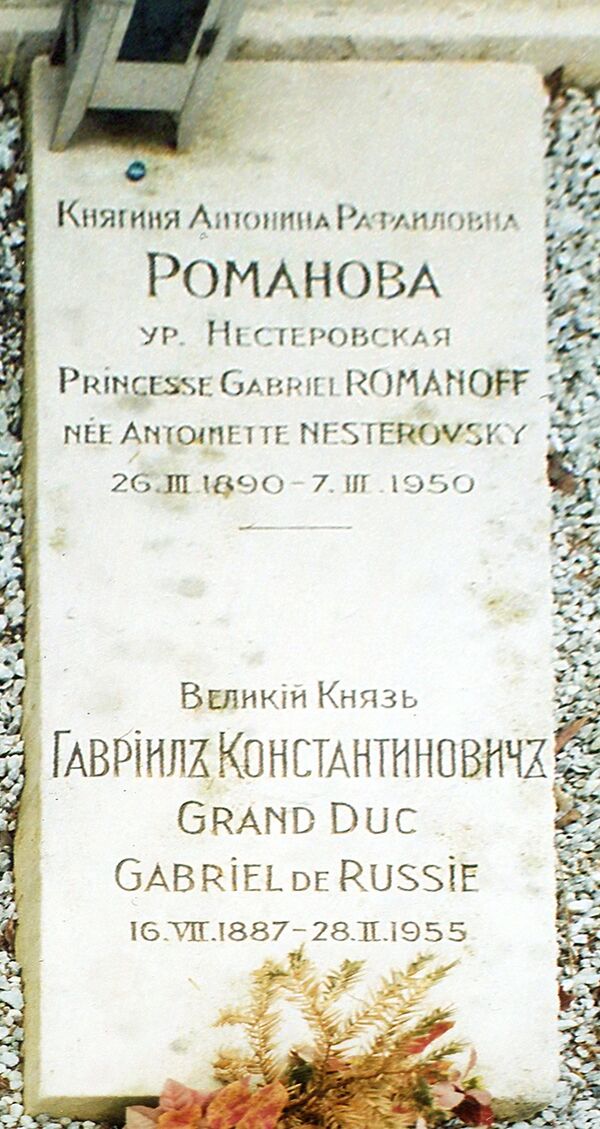 Княгиня Антонина Рафаиловна
РОМАНОВА
ур. Нестеровская
Princesse Gabriel ROMANOFF
née Antoinette NESTEROVSKY
26.III.1890 - 7.III.1950
Великій Князь
Гавріилъ Константиновичъ
Grand Duc
Gabriel de Russie
16.VII.1887 - 28.II.1955